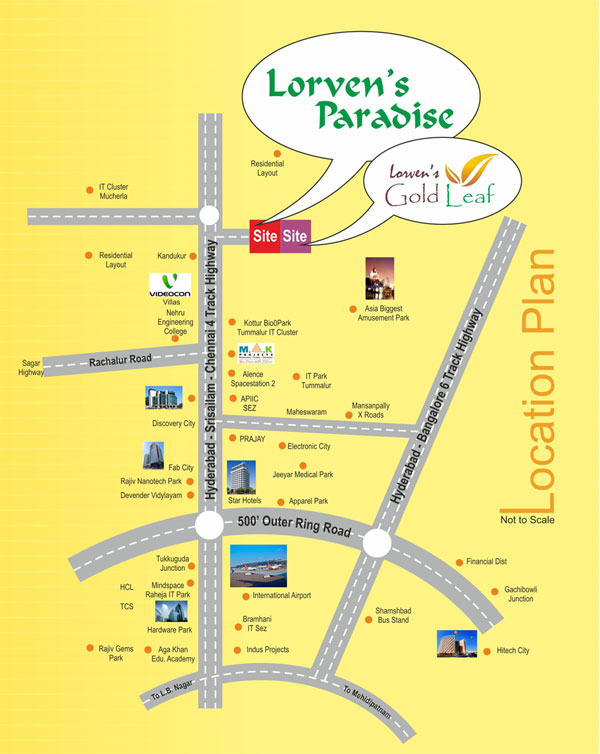 Lorven's
Paradise
Lorven's
Gold Leaf
Residential
Layout
IT Cluster
Mucherla
Site Site
Residential
Layout
Kandukur
VIDEOCON
Villas
Nehru
Engineering
College
Asia Biggest
Amusement Park
Kottur Bio0Park
Tummalur IT Cluster
Sagar
Highway
Rachalur Road
MAK
PROJECTS
Alence
Spacestation 2
IT Park
Tummalur
APIIC
SEZ
Maheswaram
Mansanpally
X Roads
Discovery City
PRAJAY
Electronic City
Fab City
Jeeyar Medical Park
Rajiv Nanotech Park
Devender Vidylayam
Star Hotels
Apparel Park
Hyderabad - Srisailam - Chennai 4 Track Highway
Hyderabad - Bangalore 6 Track Highway
Location Plan
Not to Scale
500' Outer Ring Road
Tukkuguda
Junction
Financial Dist
HCL
Mindspace
Raheja IT Park
International Airport
Gachibowli
Junction
TCS
Hardware Park
Bramhani
IT Sez
Shamshbad
Bus Stand
Rajiv Gems
Park
Aga Khan
Edu. Academy
Indus Projects
Hitech City
To L.B. Nagar
To Mehidipatnam